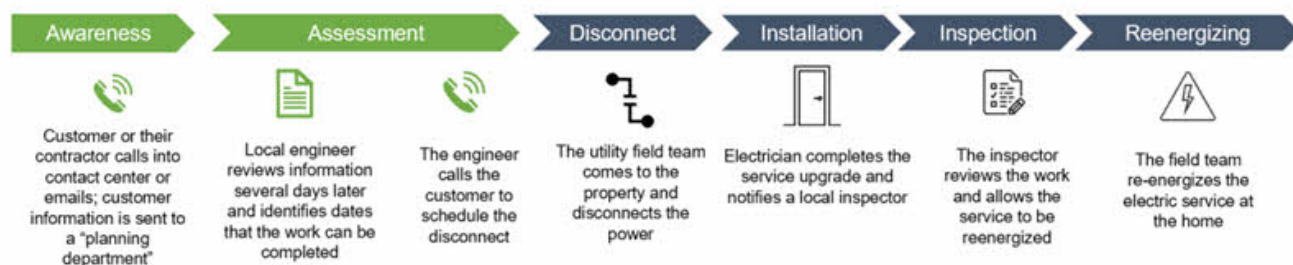 Awareness
Assessment
Disconnect
Installation
Inspection
Reenergizing
Customer or their
contractor calls into
contact center or
emails; customer
information is sent to
a “planning
department”
Local engineer
reviews information
several days later
and identifies dates
that the work can be
completed
The engineer
calls the
customer to
schedule the
disconnect
The utility field team
comes to the
property and
disconnects the
power
Electrician completes the
service upgrade and
notifies a local inspector
The inspector
reviews the work
and allows the
service to be
reenergized
The field team
re-energizes the
electric service at
the home